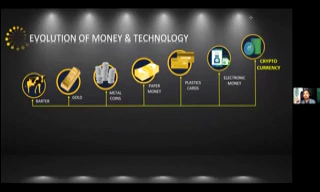 EVOLUTION OF MONEY & TECHNOLOGY
BARTER
GOLD
METAL
COINS
PAPER
MONEY
PLASTICS
CARDS
ELECTRONIC
MONEY
CRYPTO
CURRENCY